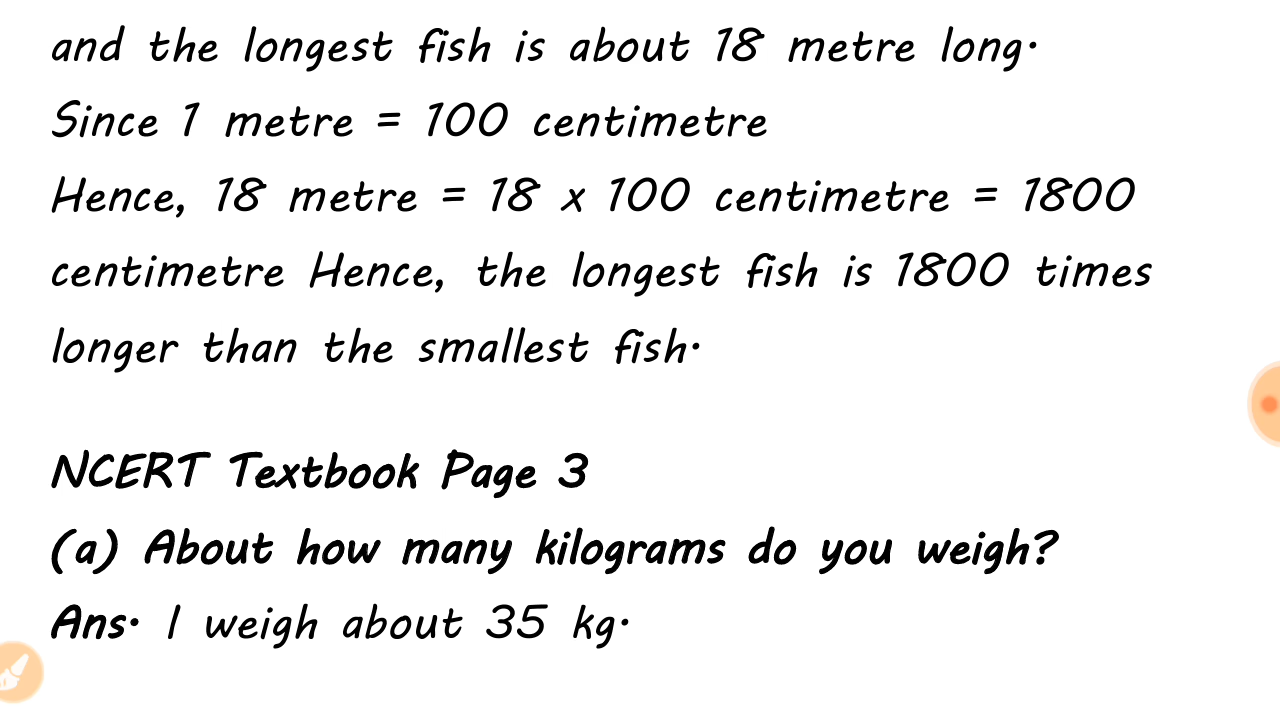 and the longest fish is about 18 metre long.
Since 1 metre = 100 centimetre
Hence, 18 metre = 18 x 100 centimetre = 1800
centimetre Hence, the longest fish is 1800 times
longer than the smallest fish.
NCERT Textbook Page 3
(a) About how many kilograms do you weigh?
Ans. I weigh about 35 kg.